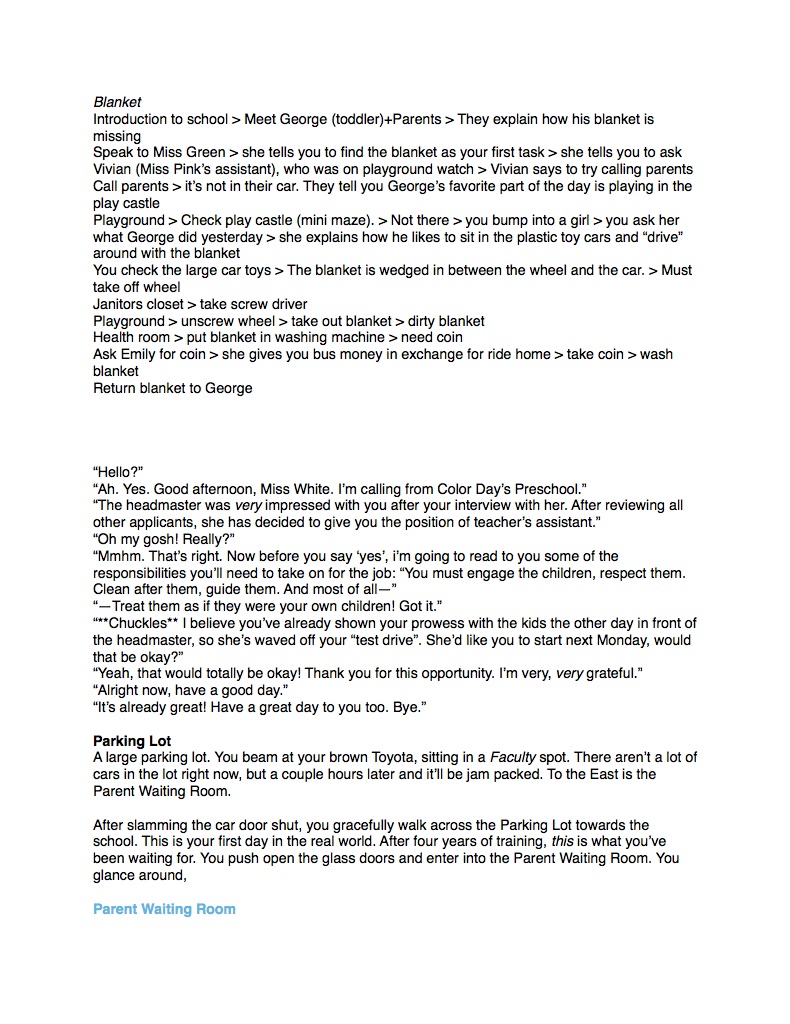 Blanket
Introduction to school > Meet George (toddler)+Parents > They explain how his blanket is
missing
Speak to Miss Green > she tells you to find the blanket as your first task > she tells you to ask
Vivian (Miss Pink’s assistant), who was on playground watch > Vivian says to try calling parents
Call parents > it’s not in their car. They tell you George’s favorite part of the day is playing in the
play castle
Playground > Check play castle (mini maze). > Not there > you bump into a girl > you ask her
what George did yesterday > she explains how he likes to sit in the plastic toy cars and “drive”
around with the blanket
You check the large car toys > The blanket is wedged in between the wheel and the car. > Must
take off wheel
Janitors closet > take screw driver
Playground > unscrew wheel > take out blanket > dirty blanket
Health room > put blanket in washing machine > need coin
Ask Emily for coin > she gives you bus money in exchange for ride home > take coin > wash
blanket
Return blanket to George
“Hello?”
“Ah. Yes. Good afternoon, Miss White. I’m calling from Color Day’s Preschool.”
“The headmaster was very impressed with you after your interview with her. After reviewing all
other applicants, she has decided to give you the position of teacher’s assistant.”
“Oh my gosh! Really?”
“Mmhm. That’s right. Now before you say ‘yes’, i’m going to read to you some of the
responsibilities you’ll need to take on for the job: “You must engage the children, respect them.
Clean after them, guide them. And most of all—”
“—Treat them as if they were your own children! Got it.”
“**Chuckles** I believe you’ve already shown your prowess with the kids the other day in front of
the headmaster, so she’s waved off your “test drive”. She’d like you to start next Monday, would
that be okay?”
“Yeah, that would totally be okay! Thank you for this opportunity. I’m very, very grateful.”
“Alright now, have a good day.”
“It’s already great! Have a great day to you too. Bye.”
Parking Lot
A large parking lot. You beam at your brown Toyota, sitting in a Faculty spot. There aren’t a lot of
cars in the lot right now, but a couple hours later and it’ll be jam packed. To the East is the
Parent Waiting Room.
After slamming the car door shut, you gracefully walk across the Parking Lot towards the
school. This is your first day in the real world. After four years of training, this is what you’ve
been waiting for. You push open the glass doors and enter into the Parent Waiting Room. You
glance around,
Parent Waiting Room